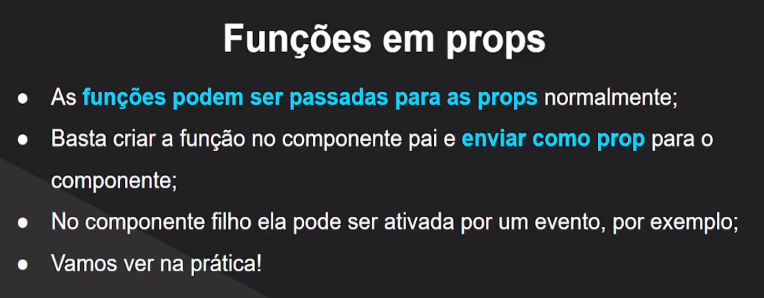 Funções em props
● As funções podem ser passadas para as props normalmente;
● Basta criar a função no componente pai e enviar como prop para o
componente;
● No componente filho ela pode ser ativada por um evento, por exemplo;
● Vamos ver na prática!